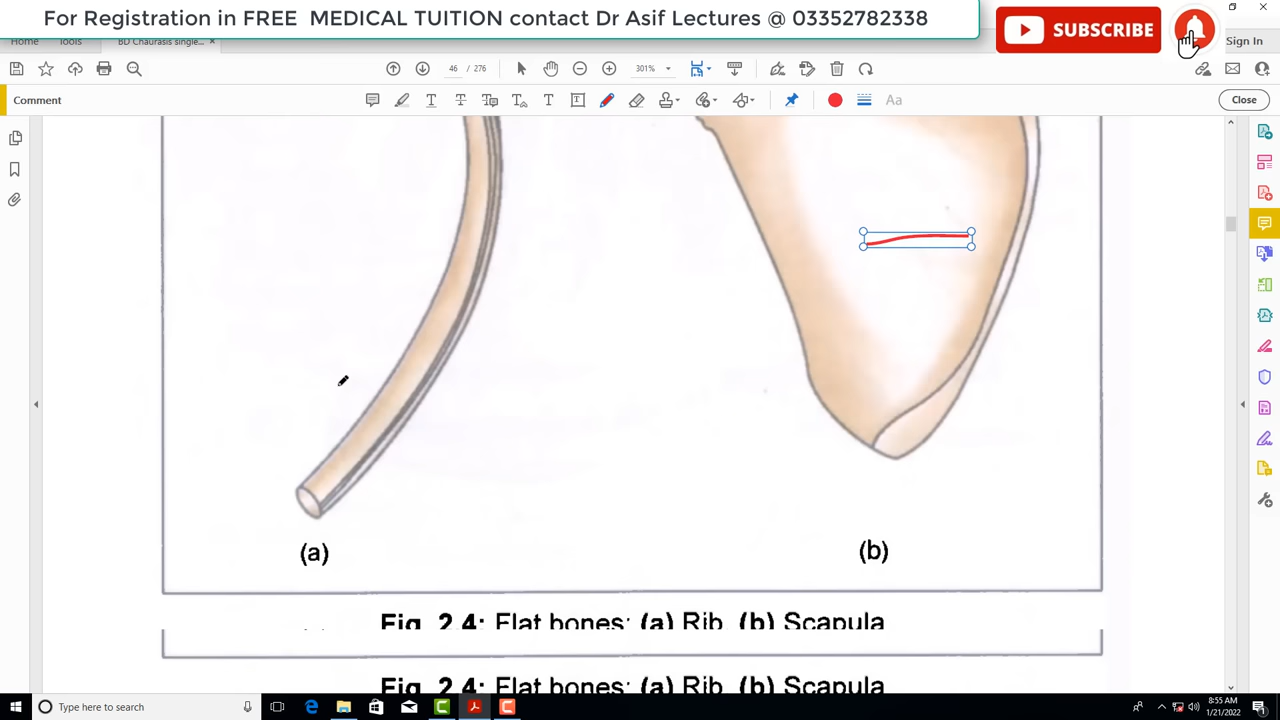 For Registration in FREE MEDICAL TUITION contact Dr Asif Lectures @ 03352782338
SUBSCRIBE
Home Tools BD Chaurasis single... × Sign In
46 / 276 301%
Comment Aa Close
(a) (b)
Fig. 2.4: Flat bones: (a) Rib, (b) Scapula
Fig. 2.4: Flat bones: (a) Rib, (b) Scapula
Type here to search
8:55 AM
1/21/2022